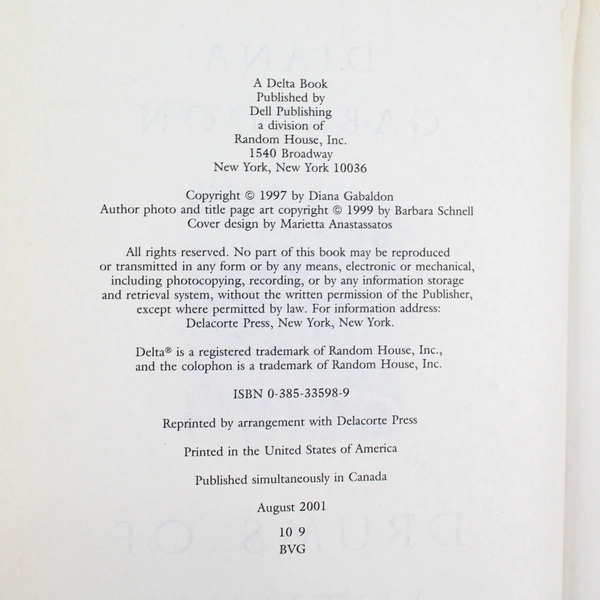 A Delta Book
Published by
Dell Publishing
a division of
Random House, Inc.
1540 Broadway
New York, New York 10036
Copyright © 1997 by Diana Gabaldon
Author photo and title page art copyright © 1999 by Barbara Schnell
Cover design by Marietta Anastassatos
All rights reserved. No part of this book may be reproduced
or transmitted in any form or by any means, electronic or mechanical,
including photocopying, recording, or by any information storage
and retrieval system, without the written permission of the Publisher,
except where permitted by law. For information address:
Delacorte Press, New York, New York.
Delta® is a registered trademark of Random House, Inc.,
and the colophon is a trademark of Random House, Inc.
ISBN 0-385-33598-9
Reprinted by arrangement with Delacorte Press
Printed in the United States of America
Published simultaneously in Canada
August 2001
10 9
BVG